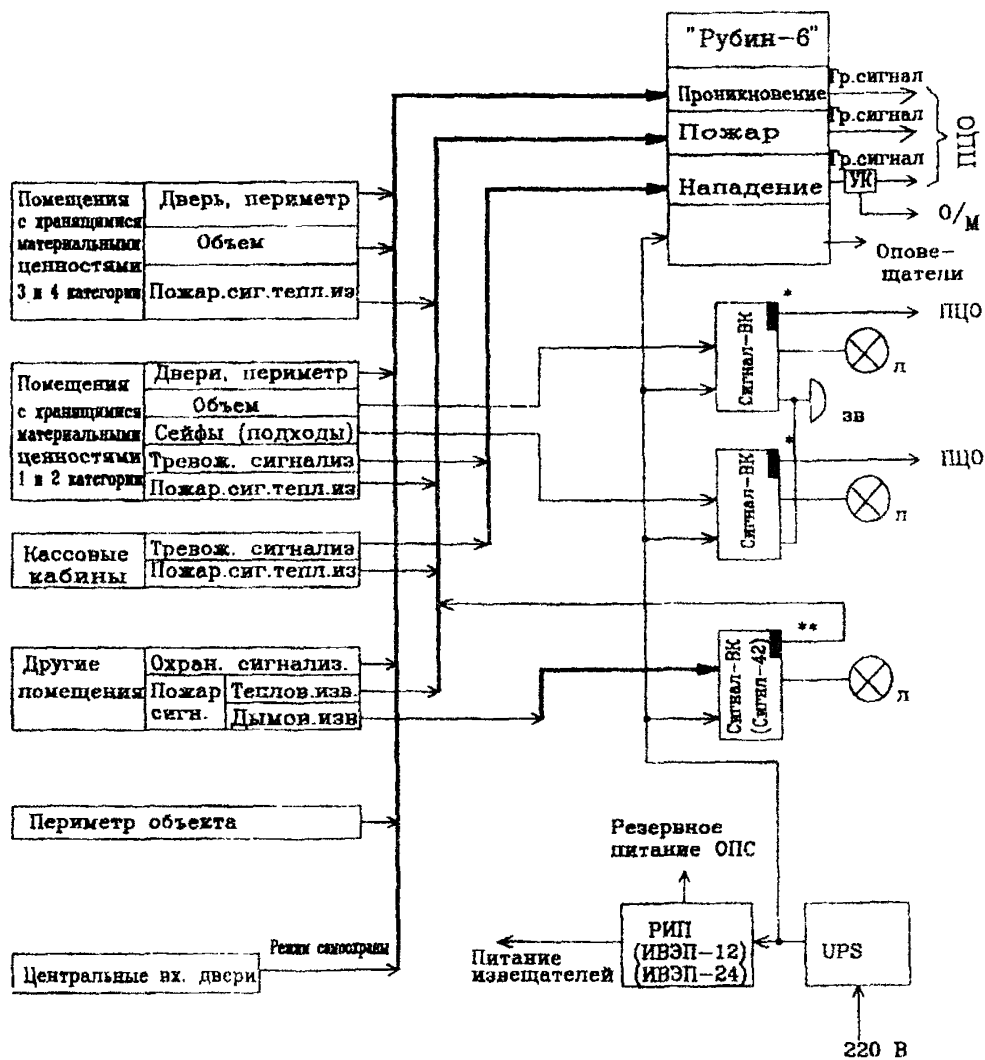 "Рубин-6"
Проникновение
Гр.сигнал
Пожар
Гр.сигнал
Нападение
Гр.сигнал
УК
ПЦО
О/М
Опове-
щатели
Помещения
с хранящимися
материальными
ценностями
3 и 4 категории
Дверь, периметр
Объем
Пожар.сиг.тепл.из
Помещения
с хранящимися
материальными
ценностями
1 и 2 категории
Двери, периметр
Объем
Сейфы (подходы)
Тревож. сигнализ
Пожар.сиг.тепл.из
Кассовые
кабины
Тревож. сигнализ
Пожар.сиг.тепл.из
Другие
помещения
Охран. сигнализ.
Пожар
сигн.
Теплов.изв.
Дымов.изв
Периметр объекта
Центральные вх. двери
Режим самоохраны
Сигнал-ВК
*
ПЦО
Л
ЗВ
Сигнал-ВК
*
ПЦО
Л
Сигнал-ВК
(Сигнл-42)
**
Л
Резервное
питание ОПС
РИП
(ИВЭП-12)
(ИВЭП-24)
Питание
извещателей
UPS
220 В